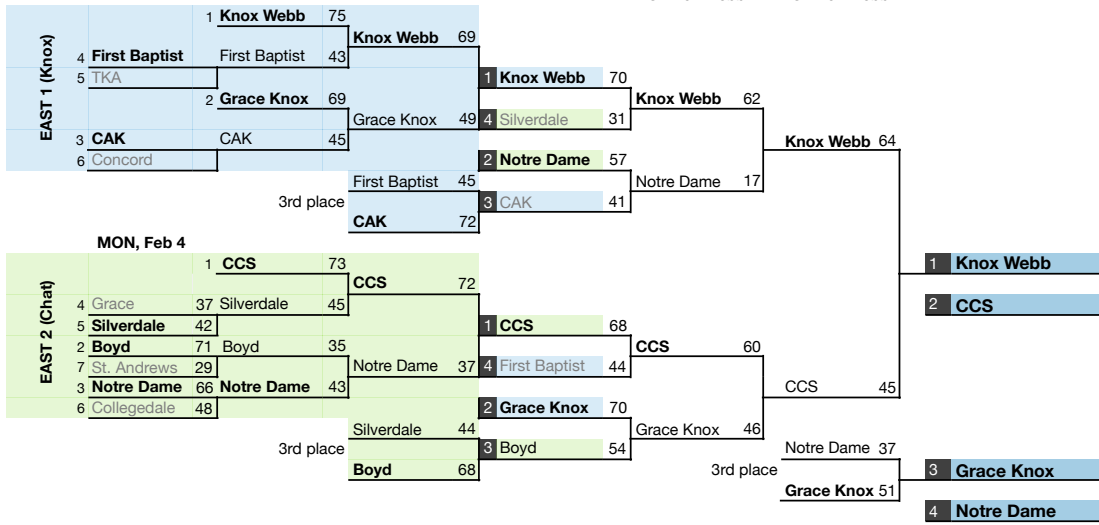 1 Knox Webb 75
Knox Webb 69
4 First Baptist First Baptist 43
5 TKA
1 Knox Webb 70
2 Grace Knox 69
Knox Webb 62
Grace Knox 49
4 Silverdale 31
3 CAK CAK 45
Knox Webb 64
6 Concord
2 Notre Dame 57
First Baptist 45
Notre Dame 17
3rd place
3 CAK 41
CAK 72
EAST 1 (Knox)
MON, Feb 4
1 CCS 73
1 Knox Webb
CCS 72
4 Grace 37 Silverdale 45
2 CCS
5 Silverdale 42
1 CCS 68
2 Boyd 71 Boyd 35
CCS 60
7 St. Andrews 29
Notre Dame 37
4 First Baptist 44
3 Notre Dame 66 Notre Dame 43
CCS 45
6 Collegedale 48
2 Grace Knox 70
Silverdale 44
Grace Knox 46
3rd place
3 Boyd 54
Notre Dame 37
Boyd 68
3rd place
3 Grace Knox
Grace Knox 51
4 Notre Dame
EAST 2 (Chat)